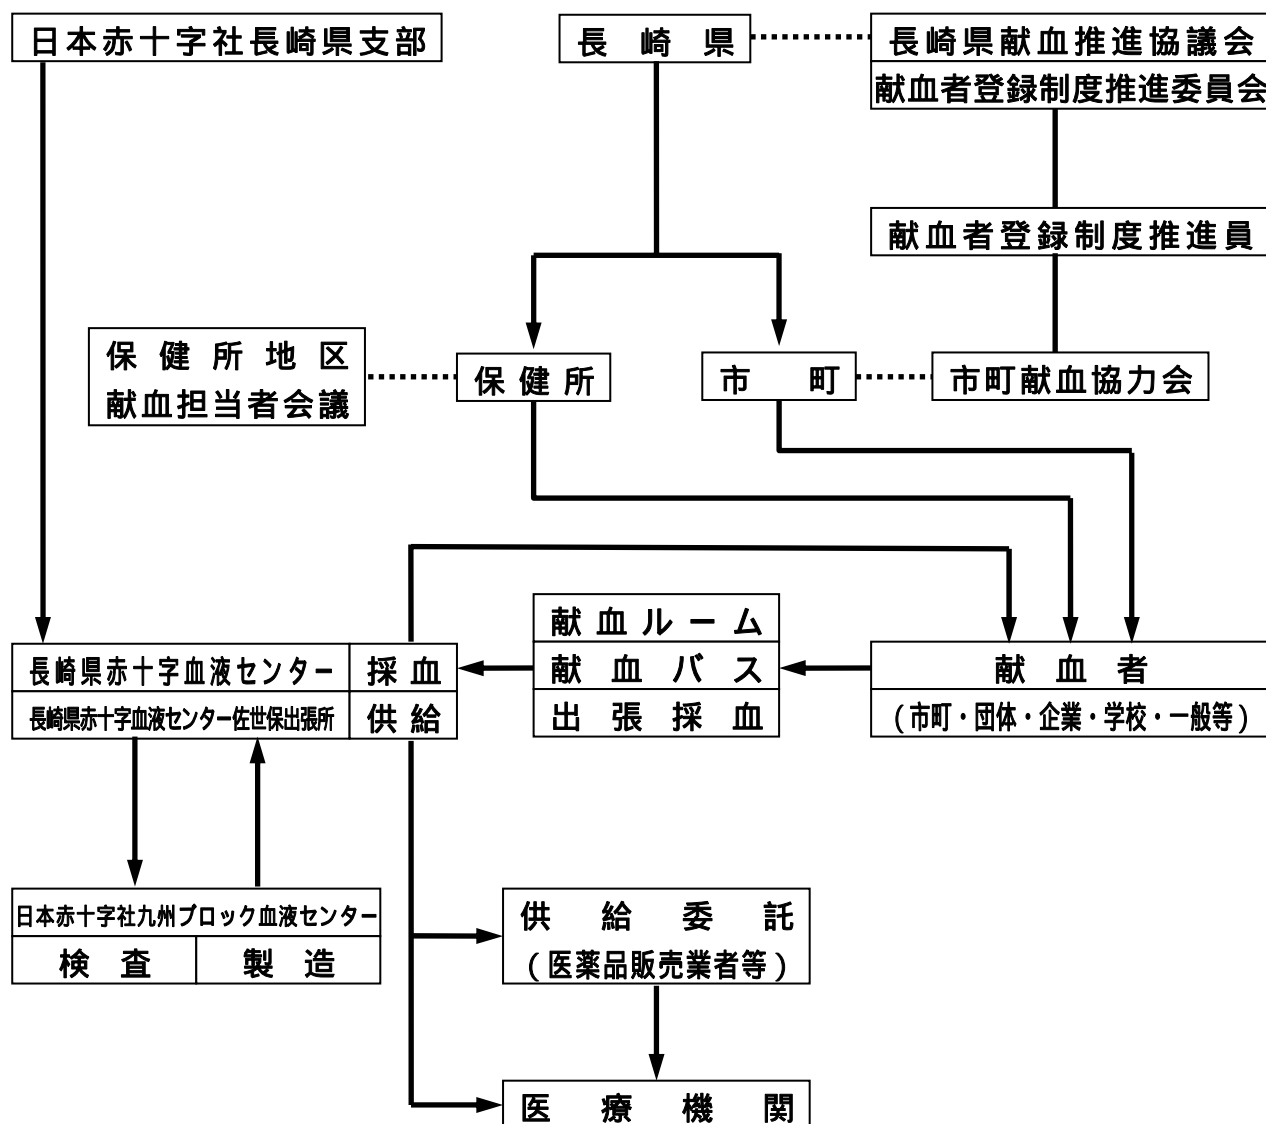 日本赤十字社長崎県支部
長崎県
長崎県献血推進協議会
献血者登録制度推進委員会
献血者登録制度推進員
保健所地区
献血担当者会議
保健所
市町
市町献血協力会
献血ルーム
献血バス
出張採血
長崎県赤十字血液センター
採血
長崎県赤十字血液センター佐世保出張所
供給
献血者
（市町・団体・企業・学校・一般等）
日本赤十字社九州ブロック血液センター
検査
製造
供給委託
（医薬品販売業者等）
医療機関